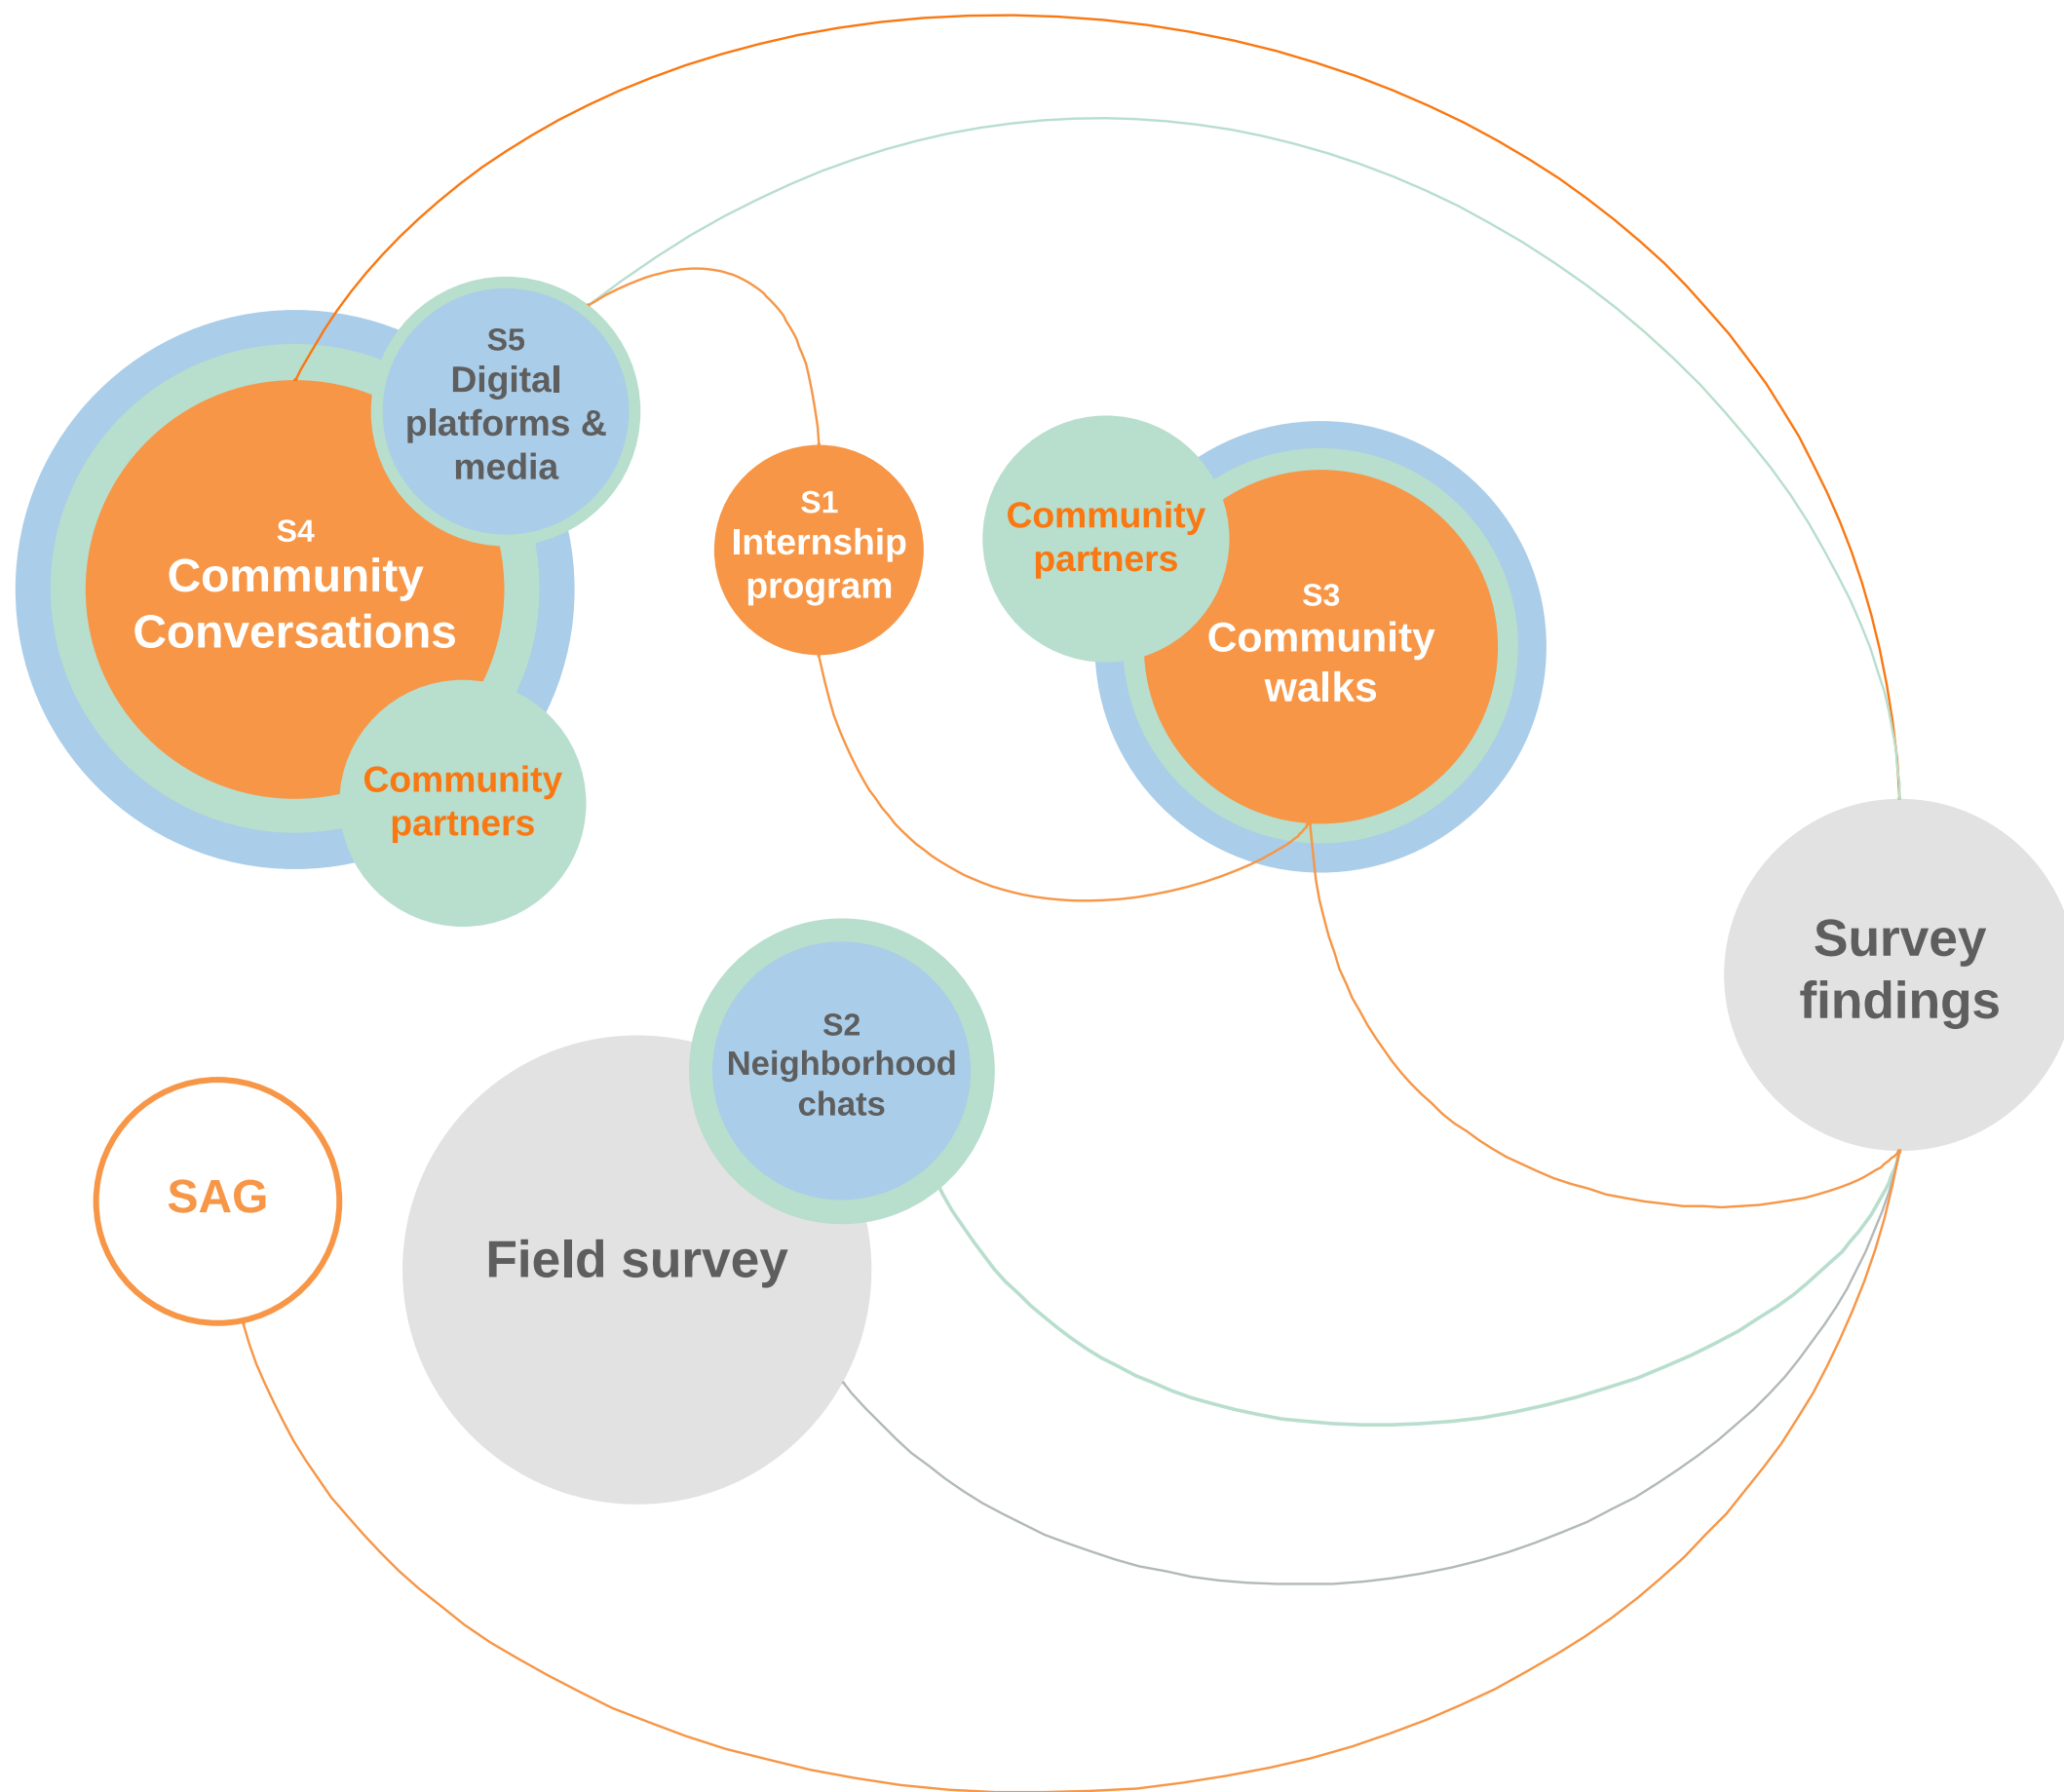 S5
Digital
platforms &
media
S4
Community
Conversations
S1
Internship
program
Community
partners
S3
Community
walks
Community
partners
Survey
findings
S2
Neighborhood
chats
SAG
Field survey